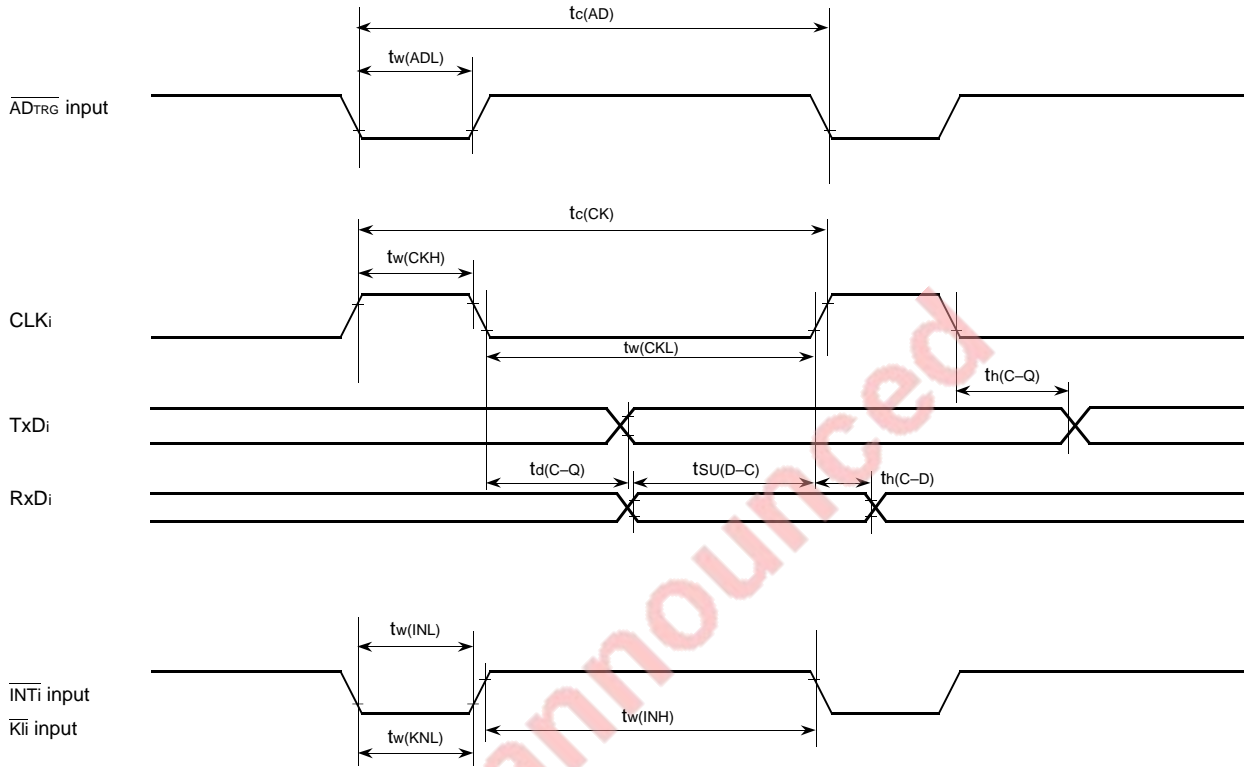 tc(AD)
tw(ADL)
ADTRG input
tc(CK)
tw(CKH)
CLKi
tw(CKL)
th(C–Q)
TxDi
td(C–Q)
tSU(D–C)
th(C–D)
RxDi
tw(INL)
INTi input
KIi input
tw(INH)
tw(KNL)
announced